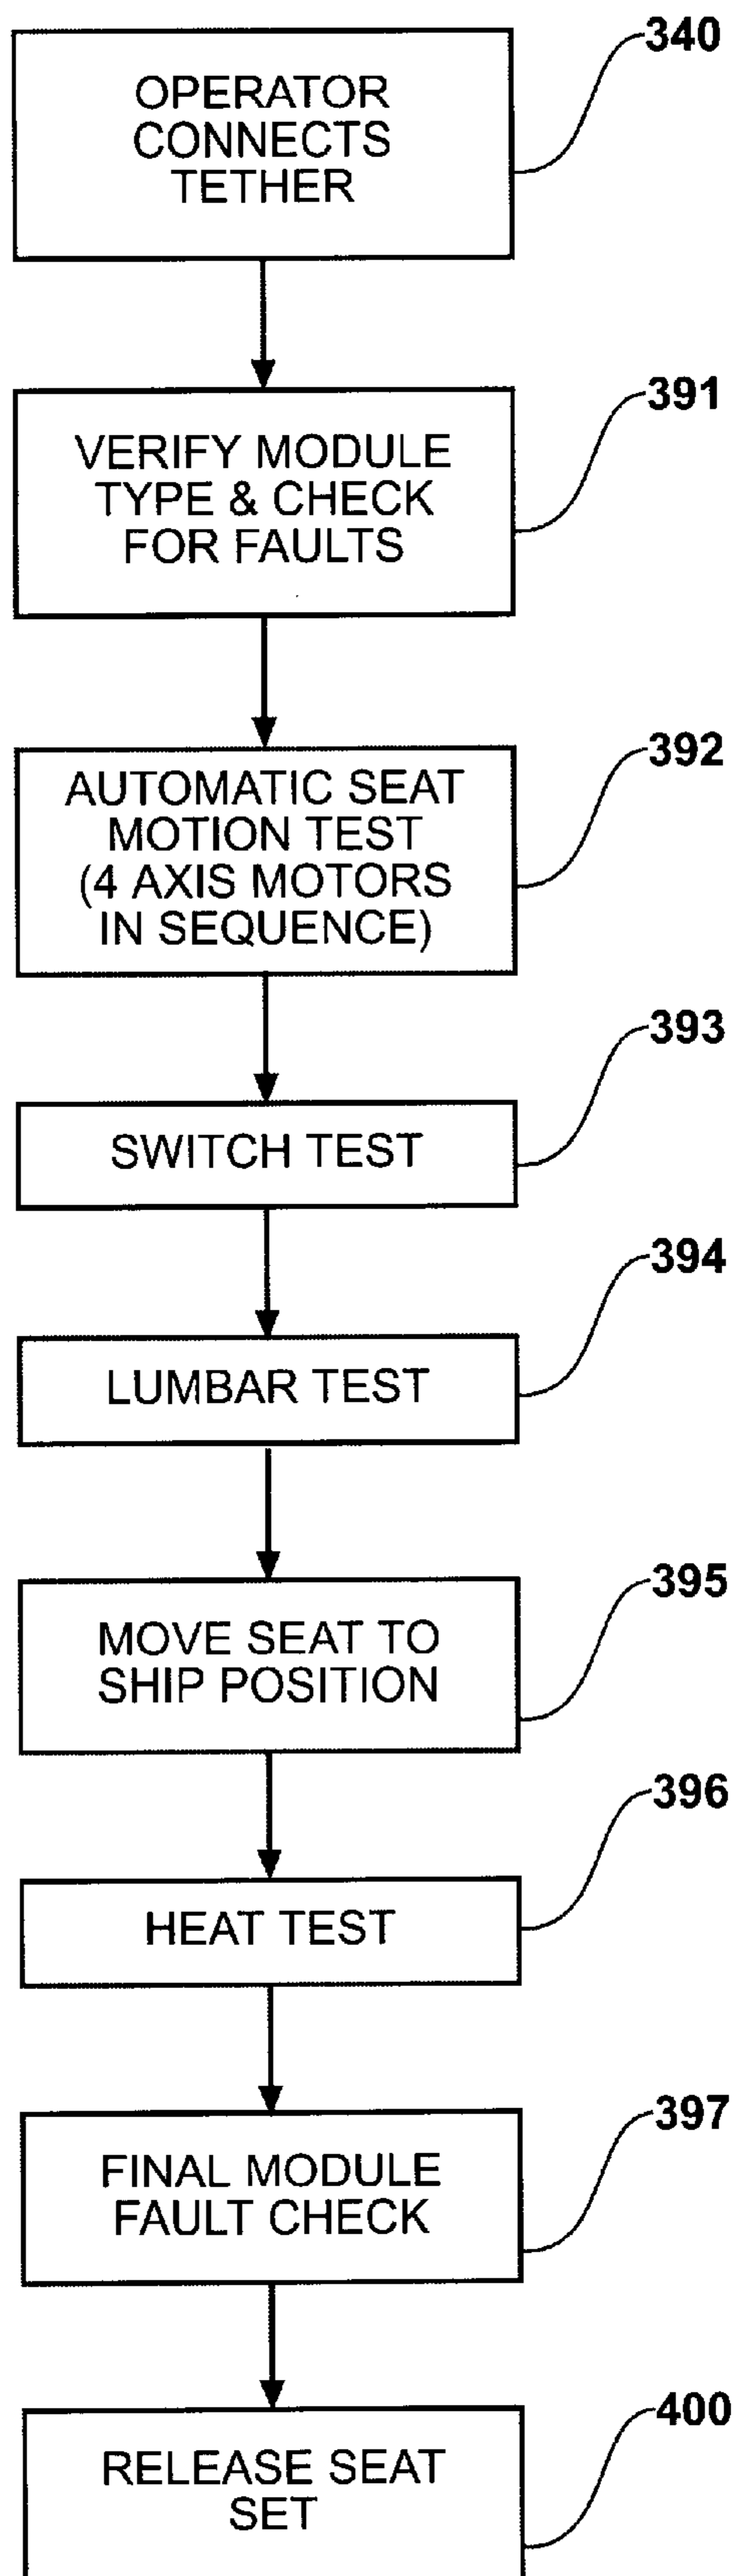 340
OPERATOR
CONNECTS
TETHER
391
VERIFY MODULE
TYPE & CHECK
FOR FAULTS
392
AUTOMATIC SEAT
MOTION TEST
(4 AXIS MOTORS
IN SEQUENCE)
393
SWITCH TEST
394
LUMBAR TEST
395
MOVE SEAT TO
SHIP POSITION
396
HEAT TEST
397
FINAL MODULE
FAULT CHECK
400
RELEASE SEAT
SET